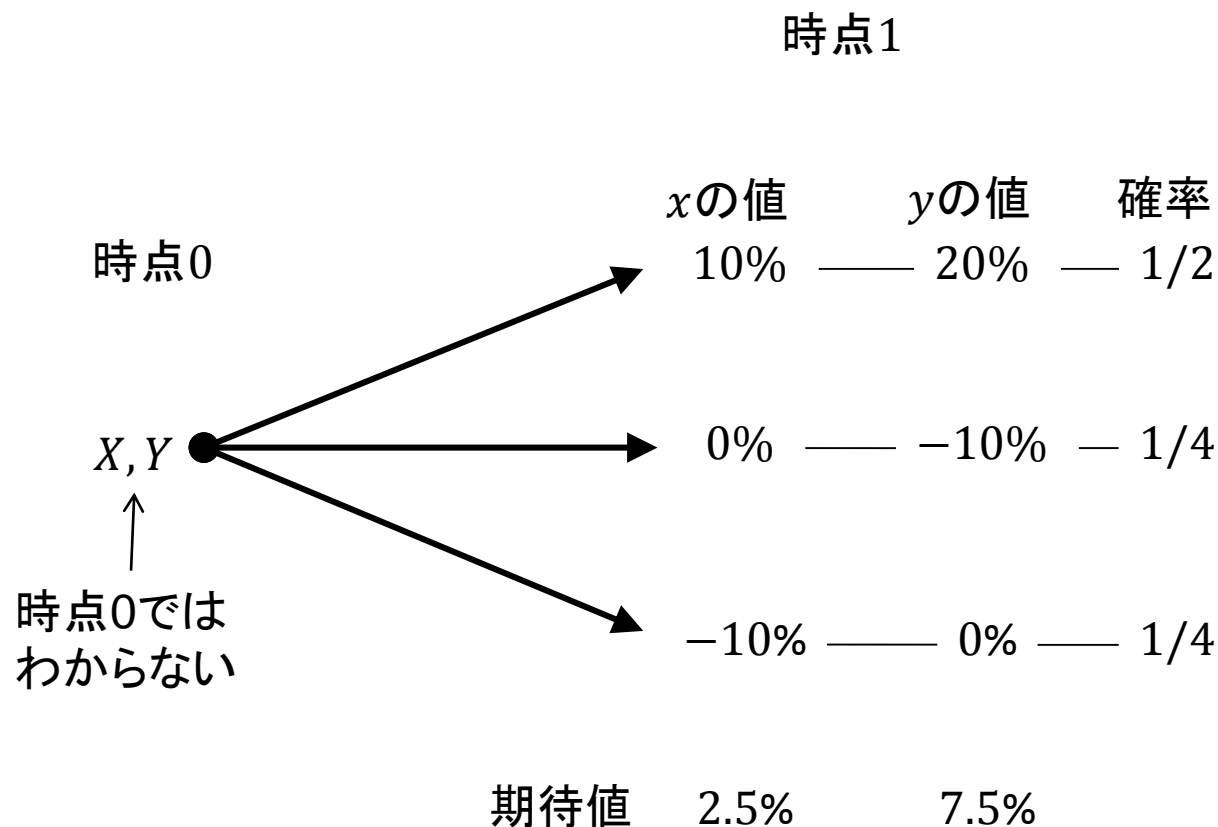 時点1
xの値 yの値 確率
時点0
10% 20% 1/2
X, Y
0% −10% 1/4
時点0では
わからない
−10% 0% 1/4
期待値 2.5% 7.5%